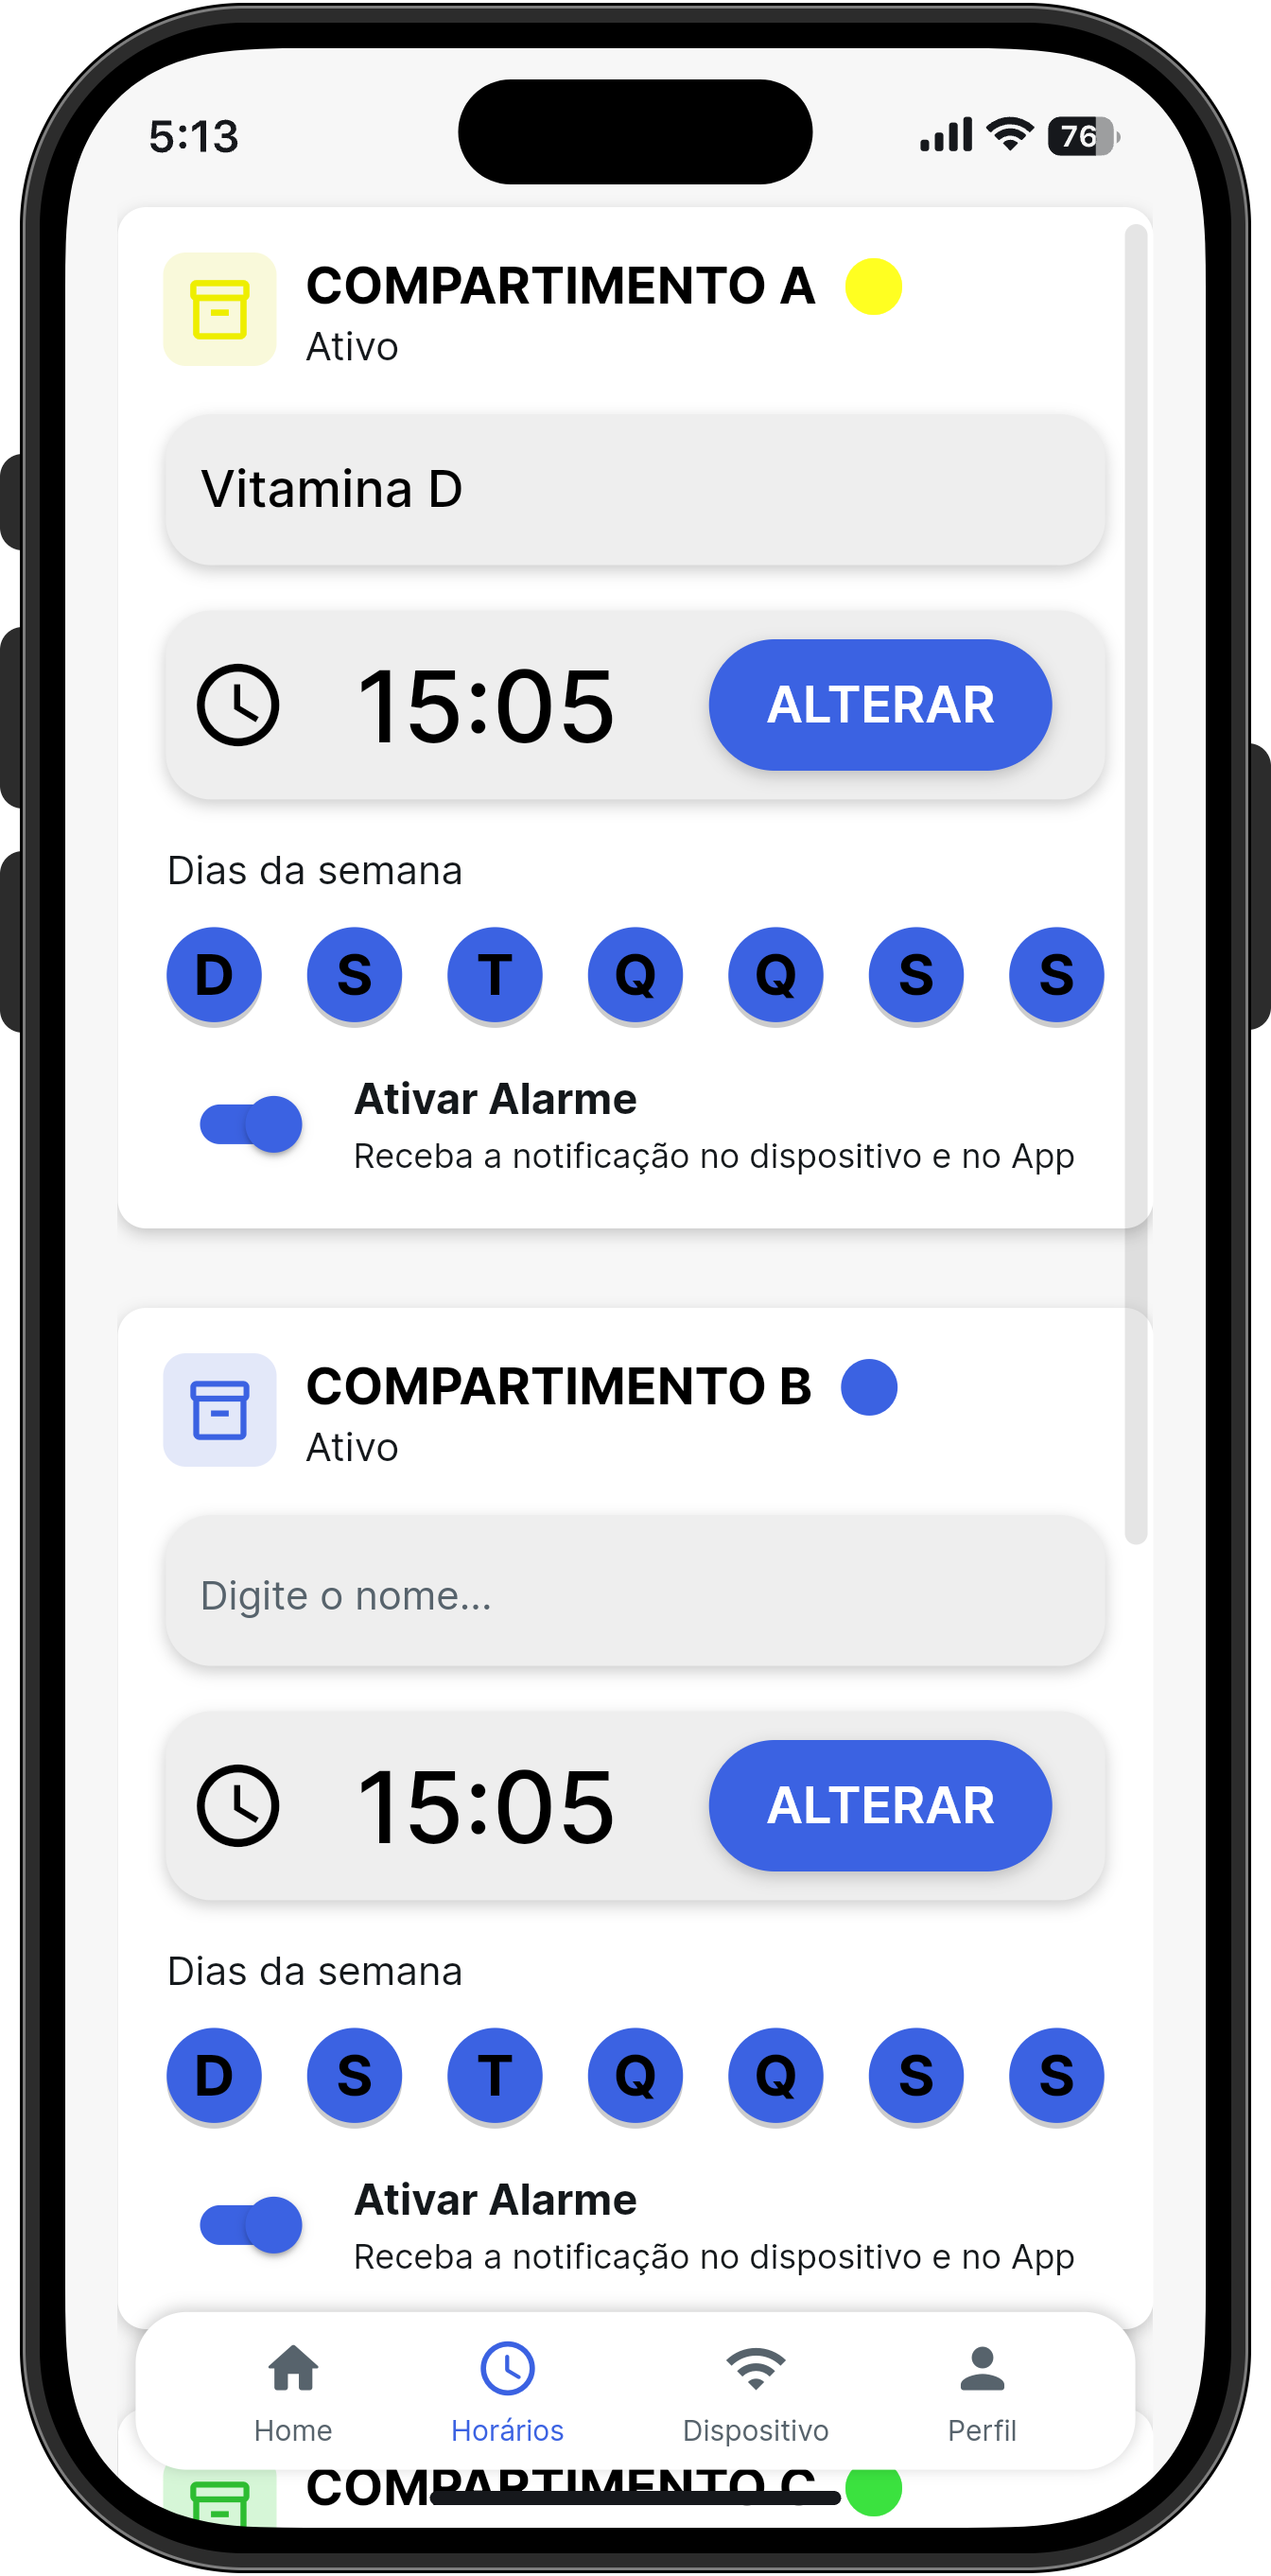 5:13
76
COMPARTIMENTO A
Ativo
Vitamina D
15:05 ALTERAR
Dias da semana
D S T Q Q S S
Ativar Alarme
Receba a notificação no dispositivo e no App
COMPARTIMENTO B
Ativo
Digite o nome...
15:05 ALTERAR
Dias da semana
D S T Q Q S S
Ativar Alarme
Receba a notificação no dispositivo e no App
Home Horários Dispositivo Perfil
COMPARTIMENTO C